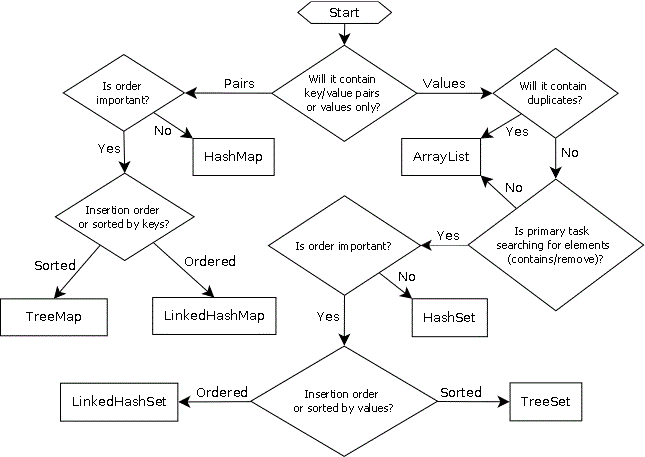 Start
Will it contain
key/value pairs
or values only?
Pairs
Values
Is order
important?
Will it contain
duplicates?
No
Yes
HashMap
Yes
ArrayList
No
No
Insertion order
or sorted by keys?
Is primary task
searching for elements
(contains/remove)?
Is order important?
Yes
Sorted
Ordered
No
TreeMap
LinkedHashMap
HashSet
Yes
Insertion order
or sorted by values?
Ordered
Sorted
LinkedHashSet
TreeSet